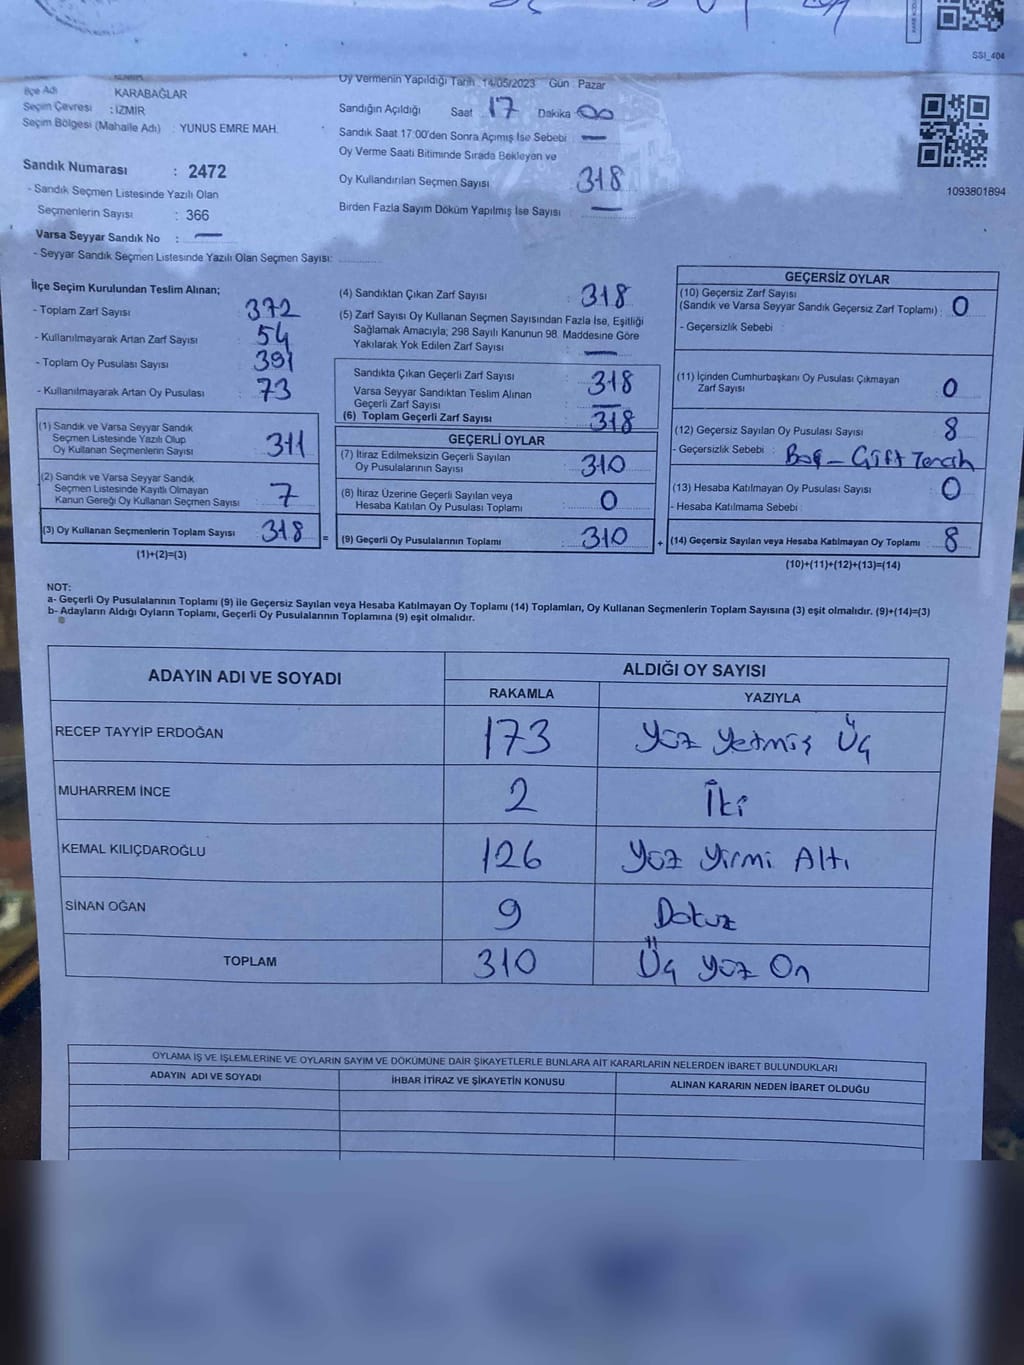 SSI_404
İlçe Adı KARABAĞLAR
Seçim Çevresi : İZMİR
Seçim Bölgesi (Mahalle Adı) : YUNUS EMRE MAH.
Sandık Numarası : 2472
- Sandık Seçmen Listesinde Yazılı Olan
Seçmenlerin Sayısı : 366
Varsa Seyyar Sandık No : —
- Seyyar Sandık Seçmen Listesinde Yazılı Olan Seçmen Sayısı:
Oy Vermenin Yapıldığı Tarih : 14/05/2023 Gün : Pazar
Sandığın Açıldığı Saat 17 Dakika 00
Sandık Saat 17:00'den Sonra Açımış İse Sebebi : —
Oy Verme Saati Bitiminde Sırada Bekleyen ve
Oy Kullandırılan Seçmen Sayısı : 318
Birden Fazla Sayım Döküm Yapılmış İse Sayısı : —
1093801894
İlçe Seçim Kurulundan Teslim Alınan;
- Toplam Zarf Sayısı : 372
- Kullanılmayarak Artan Zarf Sayısı : 54
- Toplam Oy Pusulası Sayısı : 391
- Kullanılmayarak Artan Oy Pusulası : 73
(1) Sandık ve Varsa Seyyar Sandık
Seçmen Listesinde Yazılı Olup
Oy Kullanan Seçmenlerin Sayısı : 311
(2) Sandık ve Varsa Seyyar Sandık
Seçmen Listesinde Kayıtlı Olmayan
Kanun Gereği Oy Kullanan Seçmen Sayısı : 7
(3) Oy Kullanan Seçmenlerin Toplam Sayısı : 318 =
(1)+(2)=(3)
(4) Sandıktan Çıkan Zarf Sayısı : 318
(5) Zarf Sayısı Oy Kullanan Seçmen Sayısından Fazla İse, Eşitliği
Sağlamak Amacıyla; 298 Sayılı Kanunun 98. Maddesine Göre
Yakılarak Yok Edilen Zarf Sayısı : —
Sandıkta Çıkan Geçerli Zarf Sayısı : 318
Varsa Seyyar Sandıktan Teslim Alınan
Geçerli Zarf Sayısı : —
(6) Toplam Geçerli Zarf Sayısı : 318
GEÇERLİ OYLAR
(7) İtiraz Edilmeksizin Geçerli Sayılan
Oy Pusulalarının Sayısı : 310
(8) İtiraz Üzerine Geçerli Sayılan veya
Hesaba Katılan Oy Pusulası Toplamı : 0
(9) Geçerli Oy Pusulalarının Toplamı : 310 +
GEÇERSİZ OYLAR
(10) Geçersiz Zarf Sayısı
(Sandık ve Varsa Seyyar Sandık Geçersiz Zarf Toplamı) : 0
- Geçersizlik Sebebi :
(11) İçinden Cumhurbaşkanı Oy Pusulası Çıkmayan
Zarf Sayısı : 0
(12) Geçersiz Sayılan Oy Pusulası Sayısı : 8
- Geçersizlik Sebebi : Boş - Çift Tercih
(13) Hesaba Katılmayan Oy Pusulası Sayısı : 0
- Hesaba Katılmama Sebebi :
(14) Geçersiz Sayılan veya Hesaba Katılmayan Oy Toplamı : 8
(10)+(11)+(12)+(13)=(14)
NOT:
a- Geçerli Oy Pusulalarının Toplamı (9) ile Geçersiz Sayılan veya Hesaba Katılmayan Oy Toplamı (14) Toplamları, Oy Kullanan Seçmenlerin Toplam Sayısına (3) eşit olmalıdır. (9)+(14)=(3)
b- Adayların Aldığı Oyların Toplamı, Geçerli Oy Pusulalarının Toplamına (9) eşit olmalıdır.
ADAYIN ADI VE SOYADI ALDIĞI OY SAYISI
RAKAMLA YAZIYLA
RECEP TAYYİP ERDOĞAN 173 Yüz Yetmiş Üç
MUHARREM İNCE 2 İki
KEMAL KILIÇDAROĞLU 126 Yüz Yirmi Altı
SİNAN OĞAN 9 Dokuz
TOPLAM 310 Üç Yüz On
OYLAMA İŞ VE İŞLEMLERİNE VE OYLARIN SAYIM VE DÖKÜMÜNE DAİR ŞİKAYETLERLE BUNLARA AİT KARARLARIN NELERDEN İBARET BULUNDUKLARI
ADAYIN ADI VE SOYADI İHBAR İTİRAZ VE ŞİKAYETİN KONUSU ALINAN KARARIN NEDEN İBARET OLDUĞU